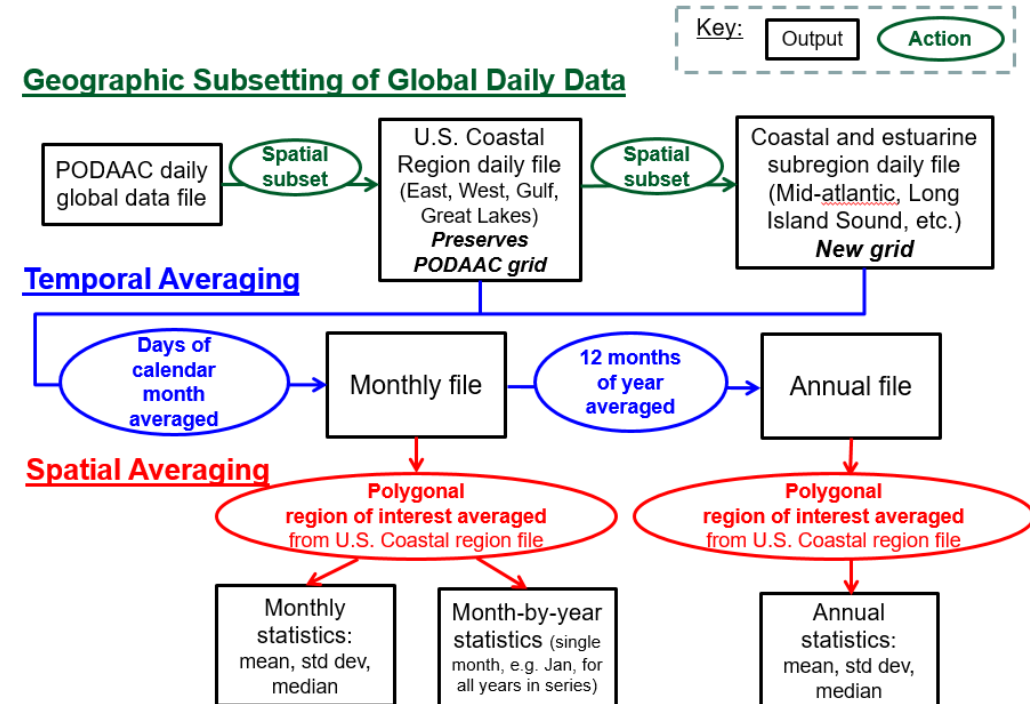 Key:
Output
Action
Geographic Subsetting of Global Daily Data
PODAAC daily
global data file
Spatial
subset
U.S. Coastal
Region daily file
(East, West, Gulf,
Great Lakes)
Preserves
PODAAC grid
Spatial
subset
Coastal and estuarine
subregion daily file
(Mid-atlantic, Long
Island Sound, etc.)
New grid
Temporal Averaging
Days of
calendar
month
averaged
Monthly file
12 months
of year
averaged
Annual file
Spatial Averaging
Polygonal
region of interest averaged
from U.S. Coastal region file
Polygonal
region of interest averaged
from U.S. Coastal region file
Monthly
statistics:
mean, std dev,
median
Month-by-year
statistics (single
month, e.g. Jan, for
all years in series)
Annual
statistics:
mean, std dev,
median